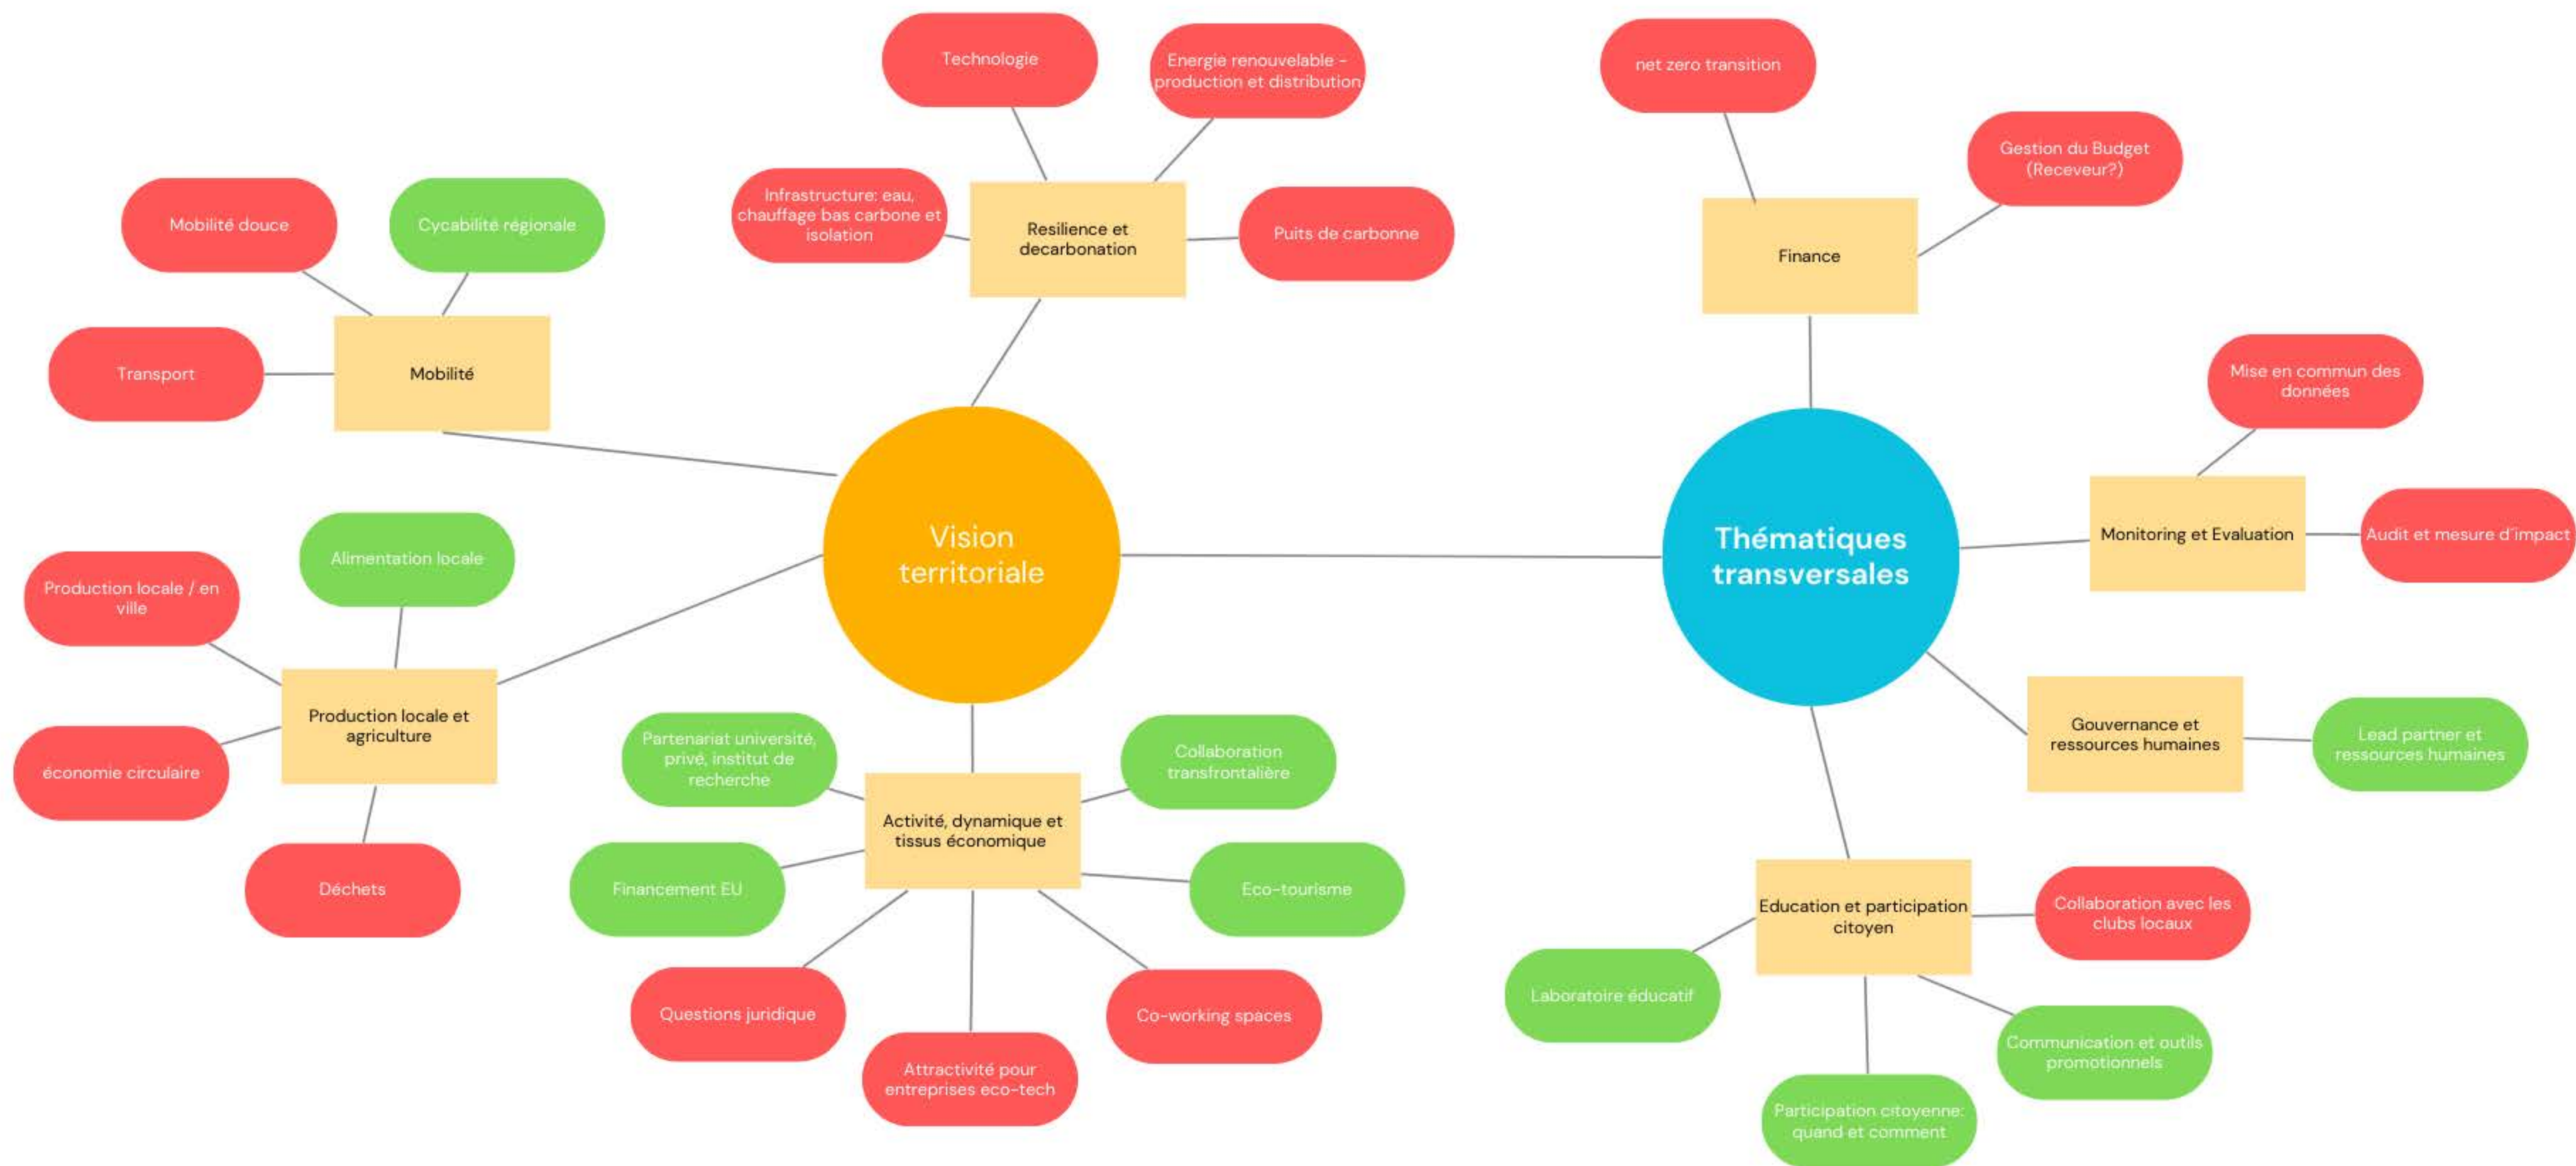 Technologie
Energie renouvelable -
production et distribution
Infrastructure: eau,
chauffage bas carbone et
isolation
Resilience et
decarbonation
Puits de carbonne
Mobilité douce
Cycabilité régionale
Transport
Mobilité
Vision
territoriale
Alimentation locale
Production locale / en
ville
Production locale et
agriculture
économie circulaire
Déchets
Partenariat université,
privé, institut de
recherche
Collaboration
transfrontalière
Activité, dynamique et
tissus économique
Financement EU
Eco-tourisme
Questions juridique
Attractivité pour
entreprises eco-tech
Co-working spaces
net zero transition
Gestion du Budget
(Receveur?)
Finance
Thématiques
transversales
Mise en commun des
données
Monitoring et Evaluation
Audit et mesure d'impact
Gouvernance et
ressources humaines
Lead partner et
ressources humaines
Education et participation
citoyen
Collaboration avec les
clubs locaux
Laboratoire éducatif
Communication et outils
promotionnels
Participation citoyenne:
quand et comment